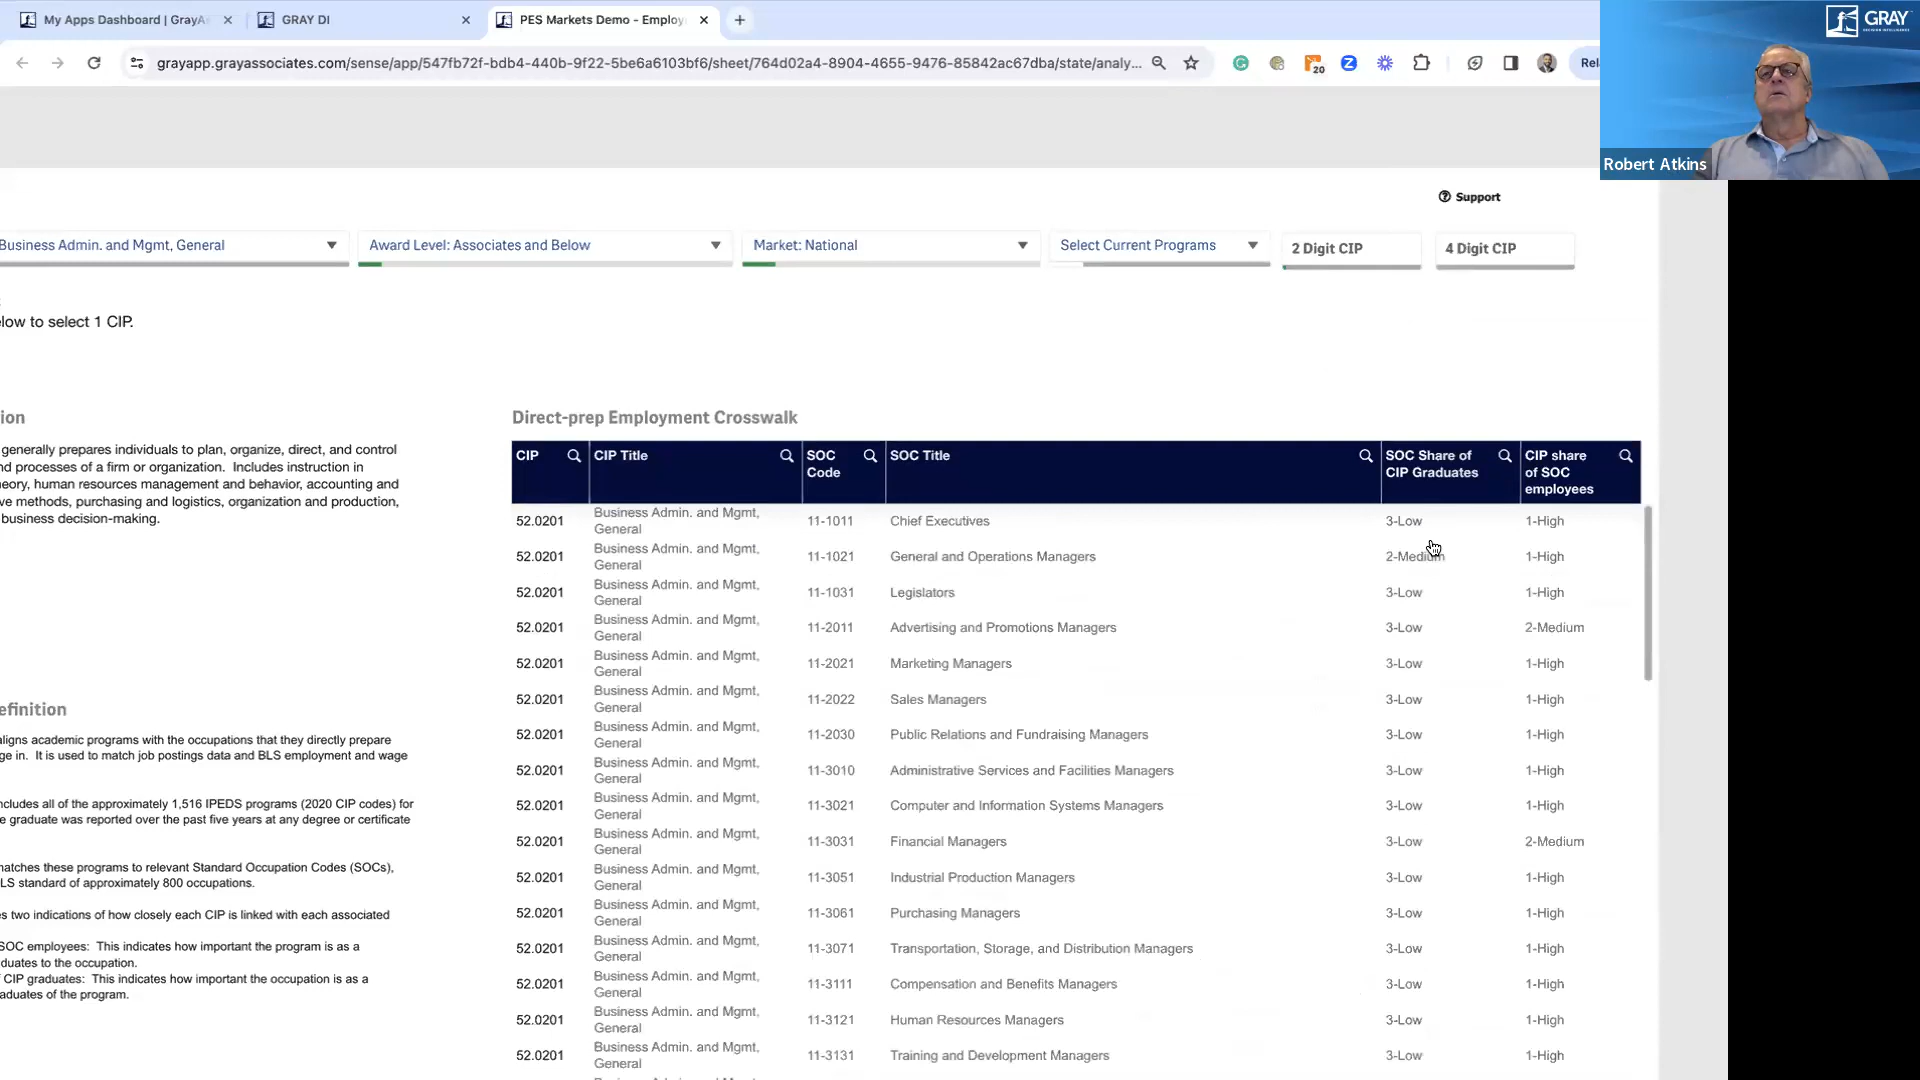 My Apps Dashboard | GrayA
GRAY DI
PES Markets Demo - Employ
grayapp.grayassociates.com/sense/app/547fb72f-bdb4-440b-9f22-5be6a6103bf6/sheet/764d02a4-8904-4655-9476-85842ac67dba/state/analy...
20
Rel
GRAY
Robert Atkins
Support
Business Admin. and Mgmt, General
Award Level: Associates and Below
Market: National
Select Current Programs
2 Digit CIP
4 Digit CIP
elow to select 1 CIP.
ion
generally prepares individuals to plan, organize, direct, and control
nd processes of a firm or organization. Includes instruction in
eory, human resources management and behavior, accounting and
ve methods, purchasing and logistics, organization and production,
business decision-making.
efinition
aligns academic programs with the occupations that they directly prepare
ge in. It is used to match job postings data and BLS employment and wage
ncludes all of the approximately 1,516 IPEDS programs (2020 CIP codes) for
e graduate was reported over the past five years at any degree or certificate
matches these programs to relevant Standard Occupation Codes (SOCs),
LS standard of approximately 800 occupations.
es two indications of how closely each CIP is linked with each associated
SOC employees: This indicates how important the program is as a
duates to the occupation.
CIP graduates: This indicates how important the occupation is as a
aduates of the program.
Direct-prep Employment Crosswalk
CIP CIP Title SOC Code SOC Title SOC Share of CIP Graduates CIP share of SOC employees
52.0201 Business Admin. and Mgmt, General 11-1011 Chief Executives 3-Low 1-High
52.0201 Business Admin. and Mgmt, General 11-1021 General and Operations Managers 2-Medium 1-High
52.0201 Business Admin. and Mgmt, General 11-1031 Legislators 3-Low 1-High
52.0201 Business Admin. and Mgmt, General 11-2011 Advertising and Promotions Managers 3-Low 2-Medium
52.0201 Business Admin. and Mgmt, General 11-2021 Marketing Managers 3-Low 1-High
52.0201 Business Admin. and Mgmt, General 11-2022 Sales Managers 3-Low 1-High
52.0201 Business Admin. and Mgmt, General 11-2030 Public Relations and Fundraising Managers 3-Low 1-High
52.0201 Business Admin. and Mgmt, General 11-3010 Administrative Services and Facilities Managers 3-Low 1-High
52.0201 Business Admin. and Mgmt, General 11-3021 Computer and Information Systems Managers 3-Low 1-High
52.0201 Business Admin. and Mgmt, General 11-3031 Financial Managers 3-Low 2-Medium
52.0201 Business Admin. and Mgmt, General 11-3051 Industrial Production Managers 3-Low 1-High
52.0201 Business Admin. and Mgmt, General 11-3061 Purchasing Managers 3-Low 1-High
52.0201 Business Admin. and Mgmt, General 11-3071 Transportation, Storage, and Distribution Managers 3-Low 1-High
52.0201 Business Admin. and Mgmt, General 11-3111 Compensation and Benefits Managers 3-Low 1-High
52.0201 Business Admin. and Mgmt, General 11-3121 Human Resources Managers 3-Low 1-High
52.0201 Business Admin. and Mgmt, General 11-3131 Training and Development Managers 3-Low 1-High